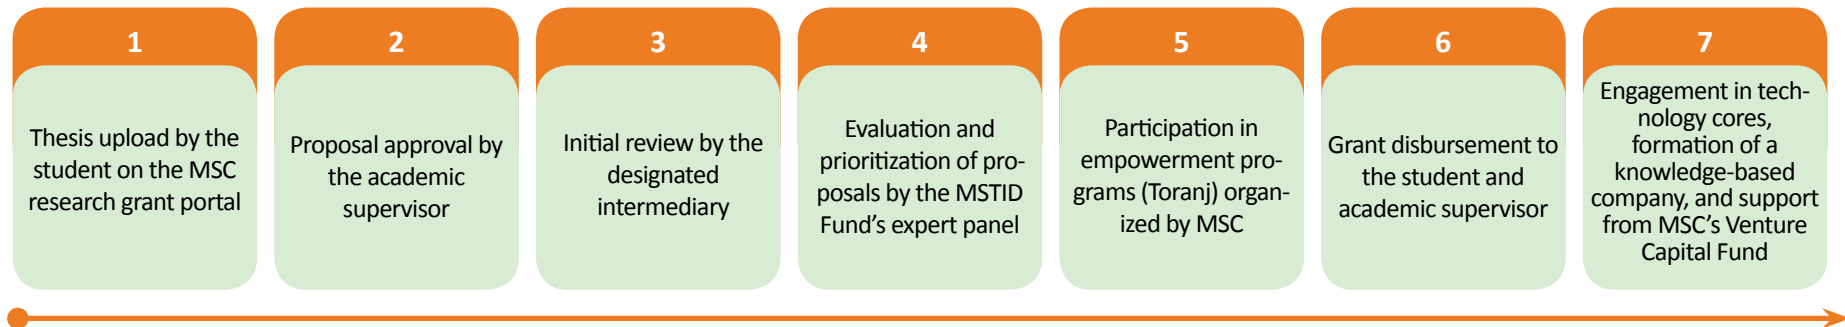 1
Thesis upload by the
student on the MSC
research grant portal
2
Proposal approval by
the academic
supervisor
3
Initial review by the
designated
intermediary
4
Evaluation and
prioritization of pro-
posals by the MSTID
Fund's expert panel
5
Participation in
empowerment pro-
grams (Toranj) organ-
ized by MSC
6
Grant disbursement to
the student and
academic supervisor
7
Engagement in tech-
nology cores,
formation of a
knowledge-based
company, and support
from MSC's Venture
Capital Fund